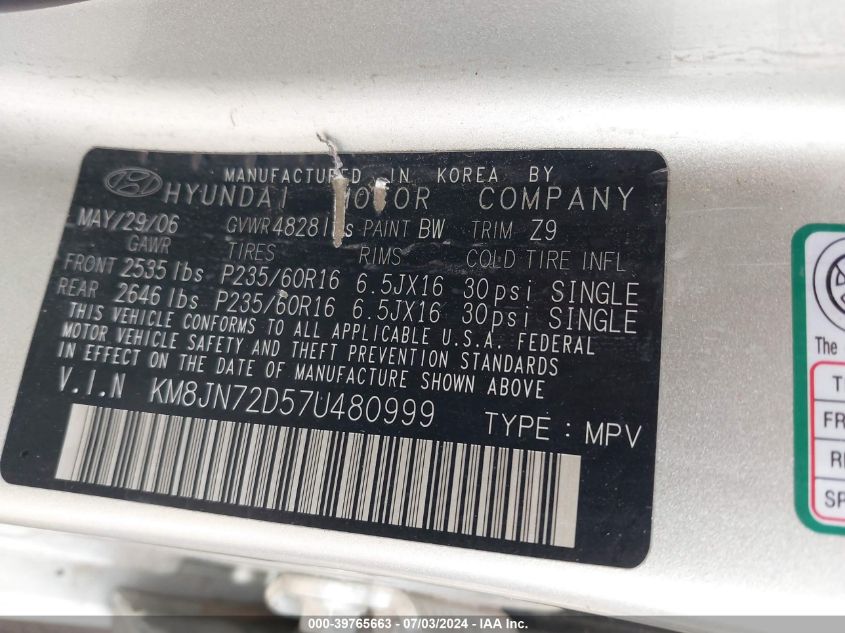 MANUFACTURED IN KOREA BY
HYUNDAI MOTOR COMPANY
MAY/29/06 GVWR 4828 lbs PAINT BW TRIM Z9
GAWR TIRES RIMS COLD TIRE INFL
FRONT 2535 lbs P235/60R16 6.5JX16 30psi SINGLE
REAR 2646 lbs P235/60R16 6.5JX16 30psi SINGLE
THIS VEHICLE CONFORMS TO ALL APPLICABLE U.S.A. FEDERAL
MOTOR VEHICLE SAFETY AND THEFT PREVENTION STANDARDS
IN EFFECT ON THE DATE OF MANUFACTURE SHOWN ABOVE
V.I.N KM8JN72D57U480999 TYPE : MPV
The
T
FR
R
SP
000-39765663 - 07/03/2024 - IAA Inc.